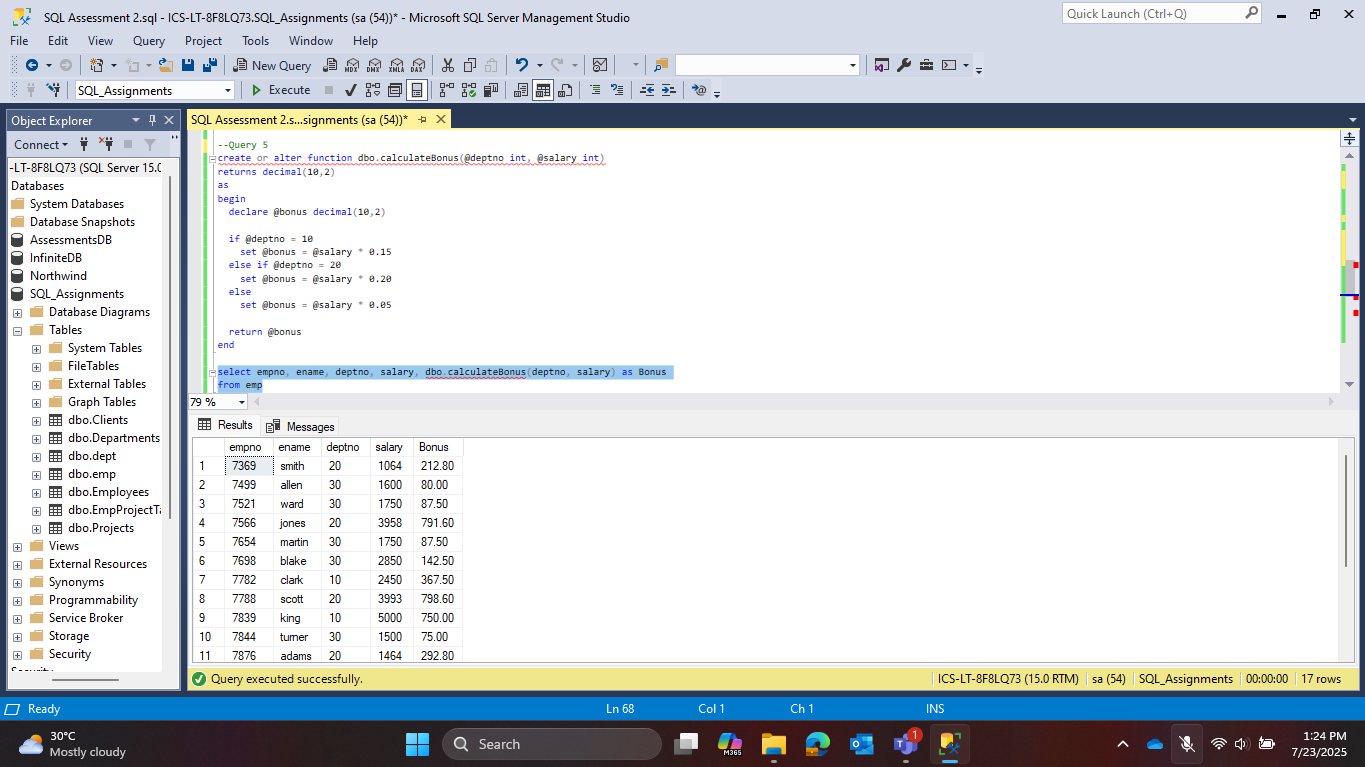 SQL Assessment 2.sql - ICS-LT-8F8LQ73.SQL_Assignments (sa (54))* - Microsoft SQL Server Management Studio
Quick Launch (Ctrl+Q)
File Edit View Query Project Tools Window Help
New Query
MDX DMX XMLA DAX
SQL_Assignments
Execute
Object Explorer
SQL Assessment 2.s...signments (sa (54))*
Connect
-LT-8F8LQ73 (SQL Server 15.0
Databases
System Databases
Database Snapshots
AssessmentsDB
InfiniteDB
Northwind
SQL_Assignments
Database Diagrams
Tables
System Tables
FileTables
External Tables
Graph Tables
dbo.Clients
dbo.Departments
dbo.dept
dbo.emp
dbo.Employees
dbo.EmpProjectTa
dbo.Projects
Views
External Resources
Synonyms
Programmability
Service Broker
Storage
Security
--Query 5
create or alter function dbo.calculateBonus(@deptno int, @salary int)
returns decimal(10,2)
as
begin
declare @bonus decimal(10,2)
if @deptno = 10
set @bonus = @salary * 0.15
else if @deptno = 20
set @bonus = @salary * 0.20
else
set @bonus = @salary * 0.05
return @bonus
end
select empno, ename, deptno, salary, dbo.calculateBonus(deptno, salary) as Bonus
from emp
79 %
Results Messages
empno ename deptno salary Bonus
1 7369 smith 20 1064 212.80
2 7499 allen 30 1600 80.00
3 7521 ward 30 1750 87.50
4 7566 jones 20 3958 791.60
5 7654 martin 30 1750 87.50
6 7698 blake 30 2850 142.50
7 7782 clark 10 2450 367.50
8 7788 scott 20 3993 798.60
9 7839 king 10 5000 750.00
10 7844 turner 30 1500 75.00
11 7876 adams 20 1464 292.80
Query executed successfully. ICS-LT-8F8LQ73 (15.0 RTM) sa (54) SQL_Assignments 00:00:00 17 rows
Ready Ln 68 Col 1 Ch 1 INS
30°C
Mostly cloudy
Search
M365
1
1:24 PM
7/23/2025